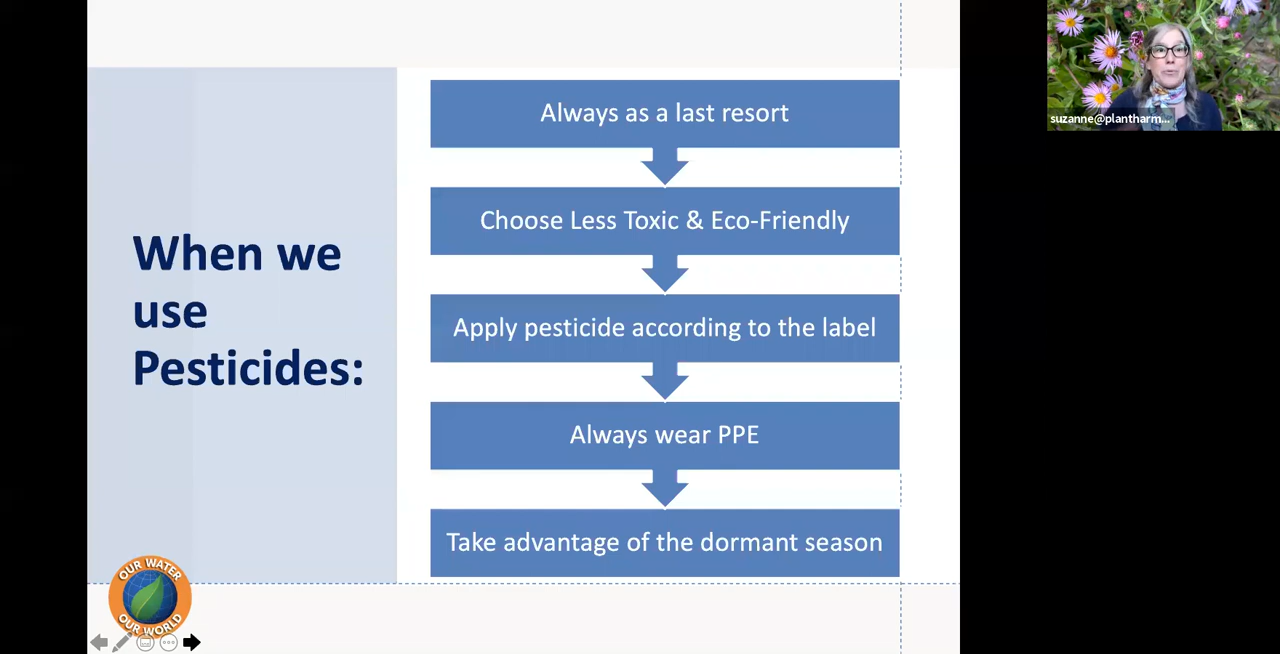 Always as a last resort
suzanne@plantharm...
Choose Less Toxic & Eco-Friendly
When we
use
Pesticides:
Apply pesticide according to the label
Always wear PPE
Take advantage of the dormant season
OUR WATER
OUR WORLD